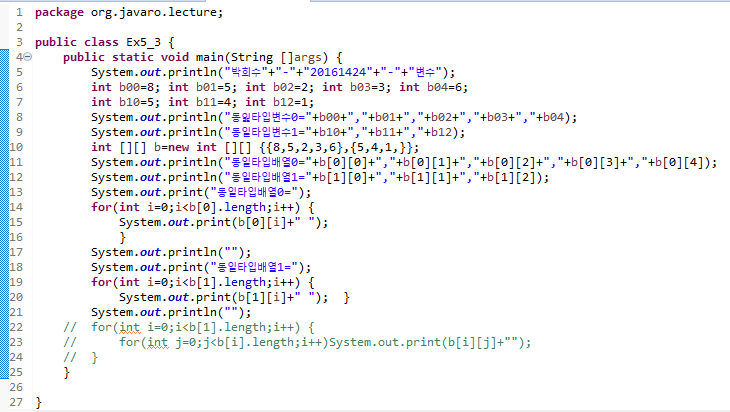 1 package org.javaro.lecture;
2
3 public class Ex5_3 {
4 public static void main(String []args) {
5 System.out.println("박희수"+"-"+"20161424"+"-"+"변수");
6 int b00=8; int b01=5; int b02=2; int b03=3; int b04=6;
7 int b10=5; int b11=4; int b12=1;
8 System.out.println("동일타입변수0="+b00+","+b01+","+b02+","+b03+","+b04);
9 System.out.println("동일타입변수1="+b10+","+b11+","+b12);
10 int [][] b=new int [][] {{8,5,2,3,6},{5,4,1,}};
11 System.out.println("동일타입배열0="+b[0][0]+","+b[0][1]+","+b[0][2]+","+b[0][3]+","+b[0][4]);
12 System.out.println("동일타입배열1="+b[1][0]+","+b[1][1]+","+b[1][2]);
13 System.out.print("동일타입배열0=");
14 for(int i=0;i<b[0].length;i++) {
15 System.out.print(b[0][i]+" ");
16 }
17 System.out.println("");
18 System.out.print("동일타입배열1=");
19 for(int i=0;i<b[1].length;i++) {
20 System.out.print(b[1][i]+" "); }
21 System.out.println("");
22 // for(int i=0;i<b[1].length;i++) {
23 // for(int j=0;j<b[i].length;i++)System.out.print(b[i][j]+"");
24 // }
25 }
26
27 }